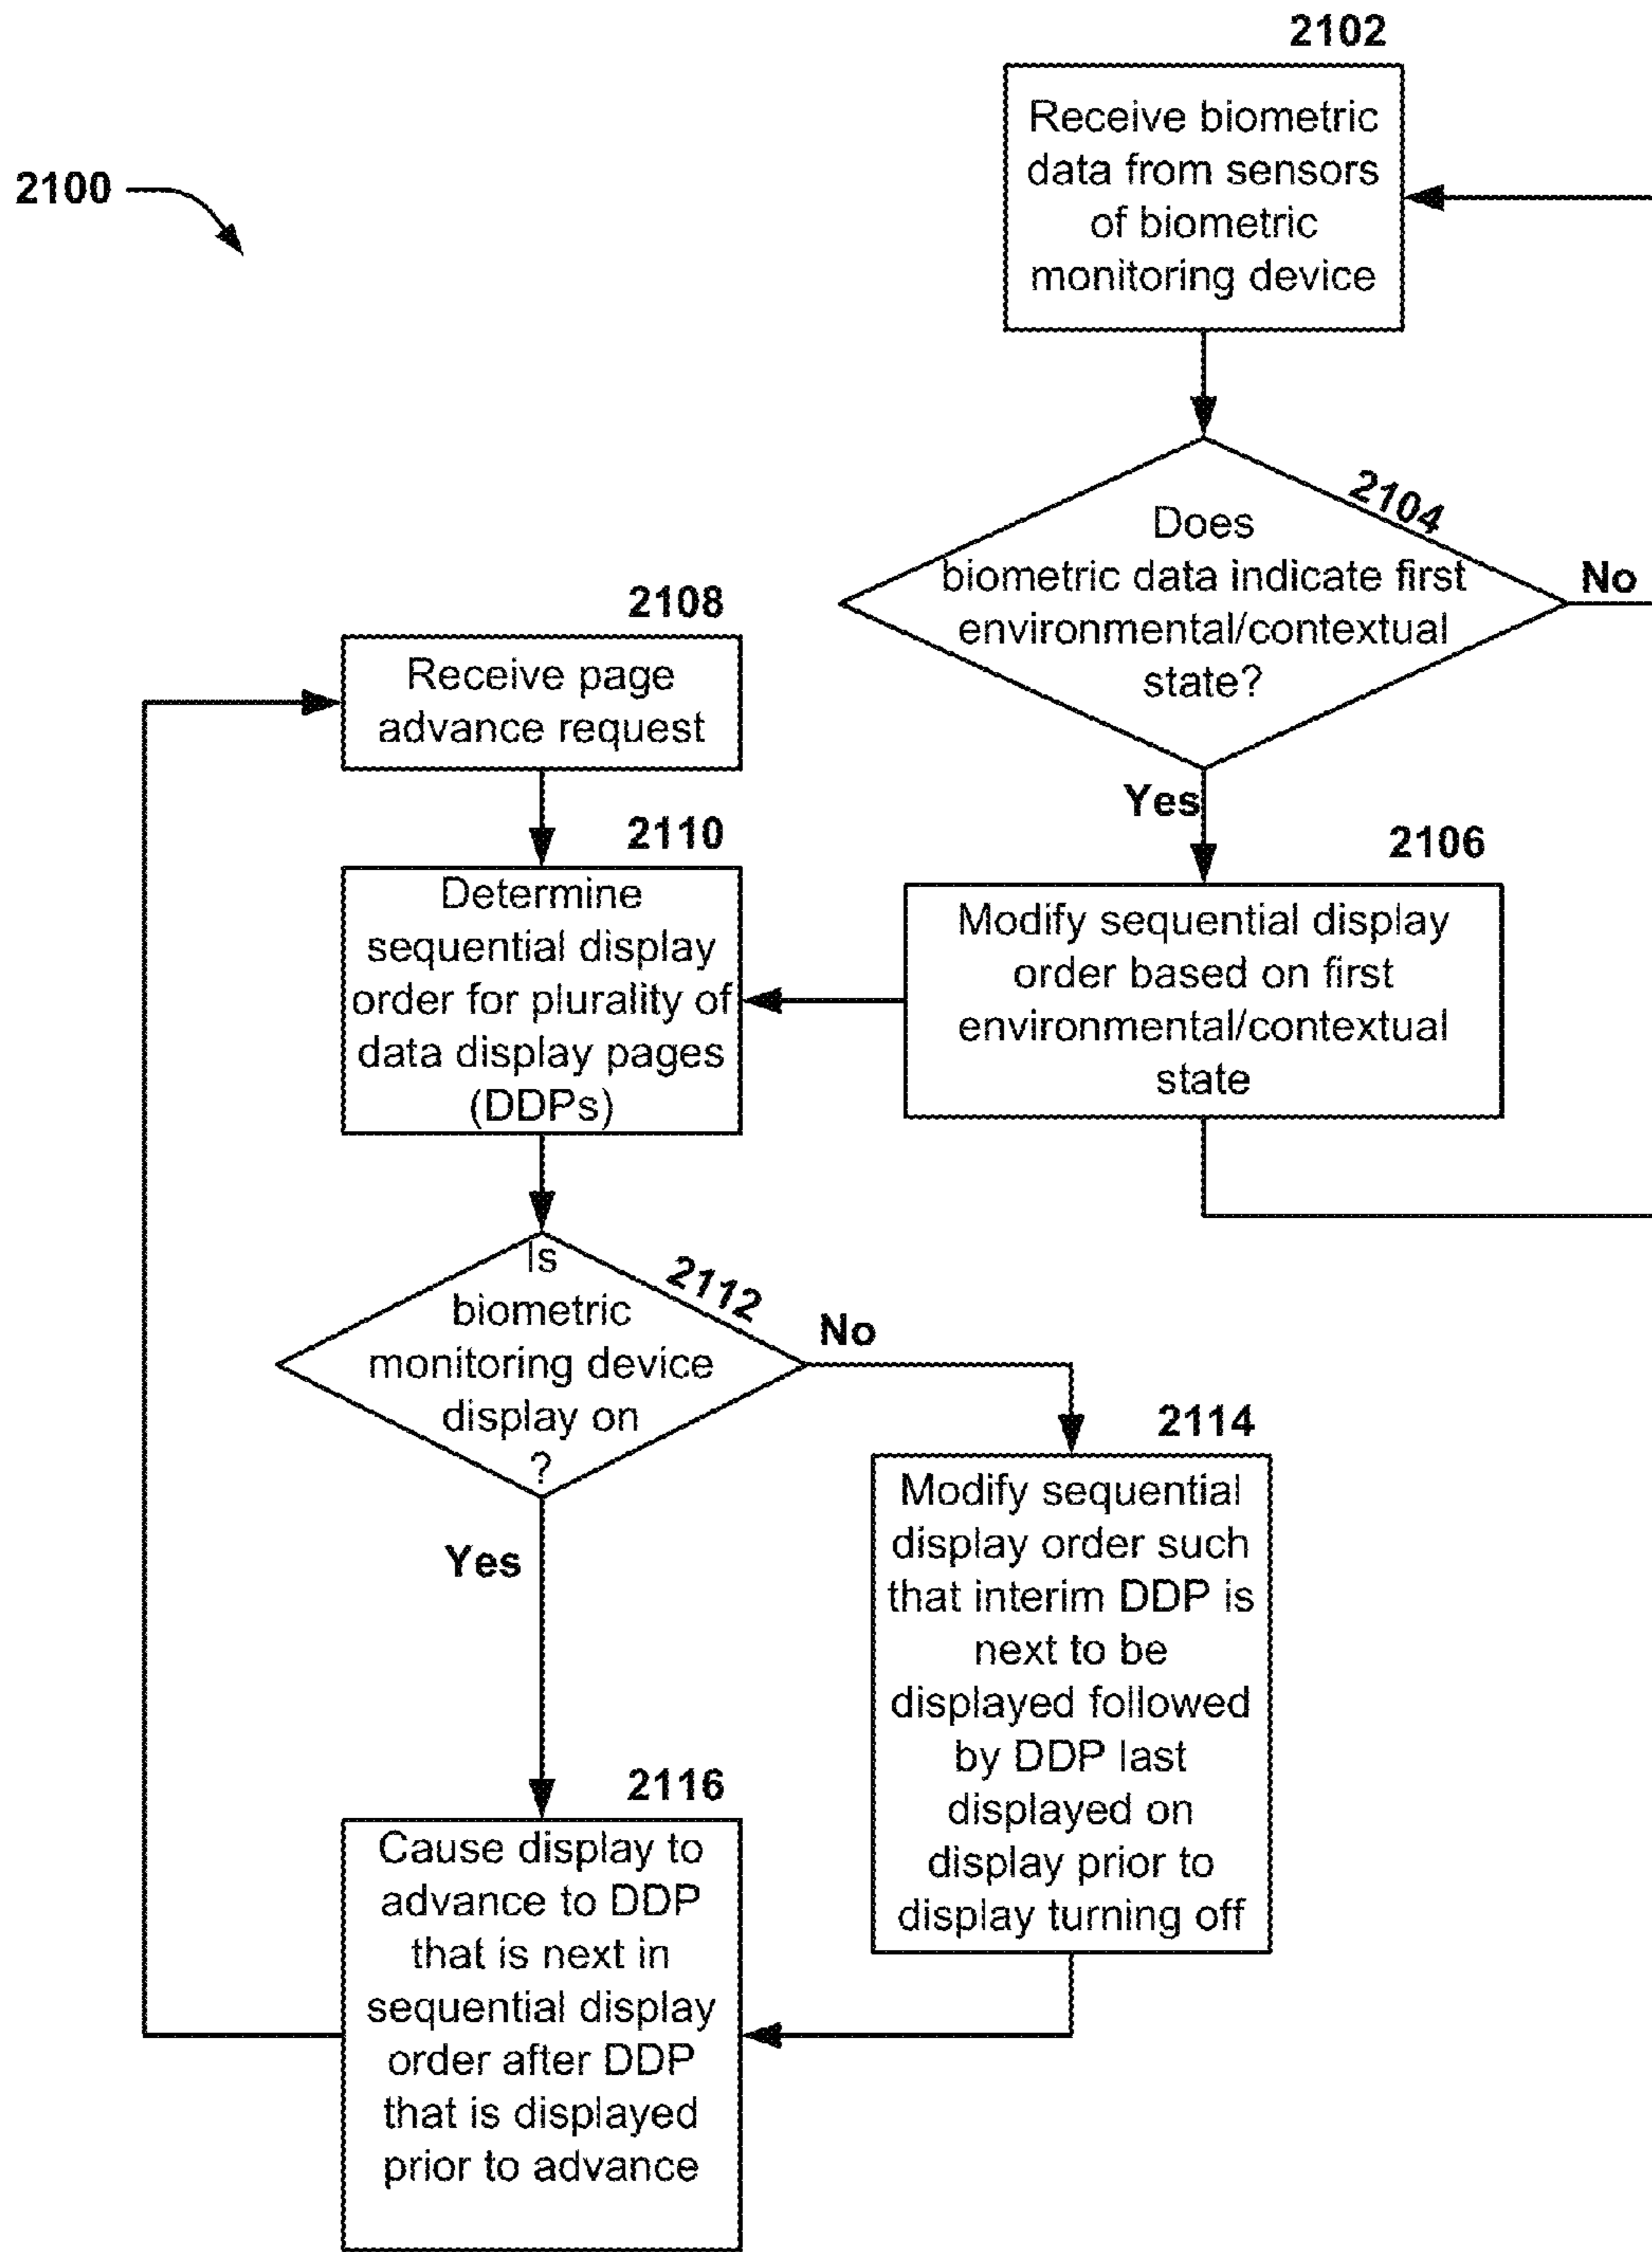 2100
2102
Receive biometric
data from sensors
of biometric
monitoring device
2104
Does
biometric data indicate first
environmental/contextual
state?
No
Yes
2106
Modify sequential display
order based on first
environmental/contextual
state
2108
Receive page
advance request
2110
Determine
sequential display
order for plurality of
data display pages
(DDPs)
2112
Is
biometric
monitoring device
display on
?
No
Yes
2114
Modify sequential
display order such
that interim DDP is
next to be
displayed followed
by DDP last
displayed on
display prior to
display turning off
2116
Cause display to
advance to DDP
that is next in
sequential display
order after DDP
that is displayed
prior to advance